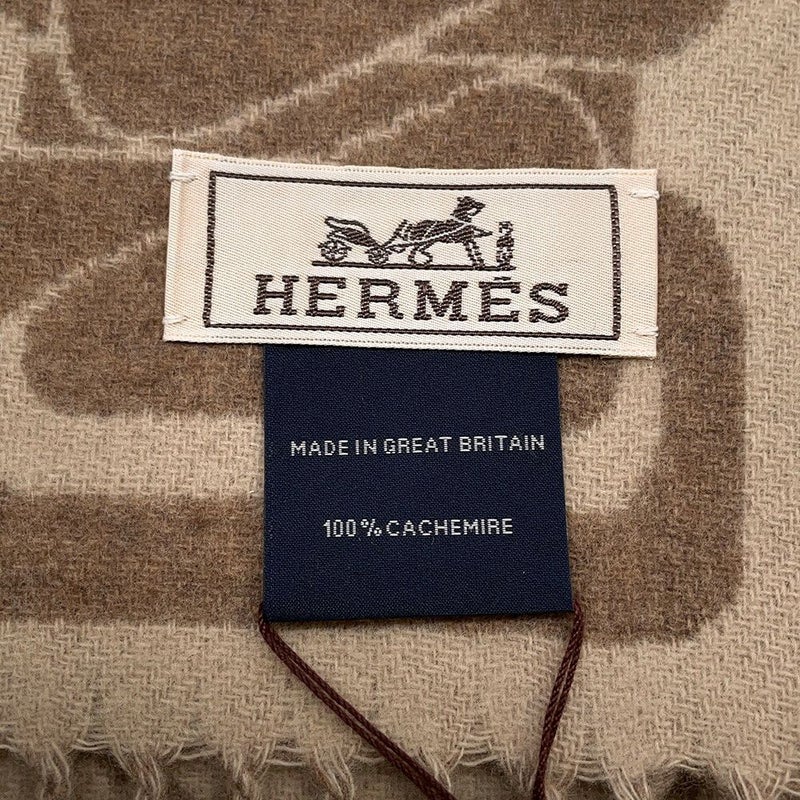 HERMÈS
MADE IN GREAT BRITAIN
100% CACHEMIRE